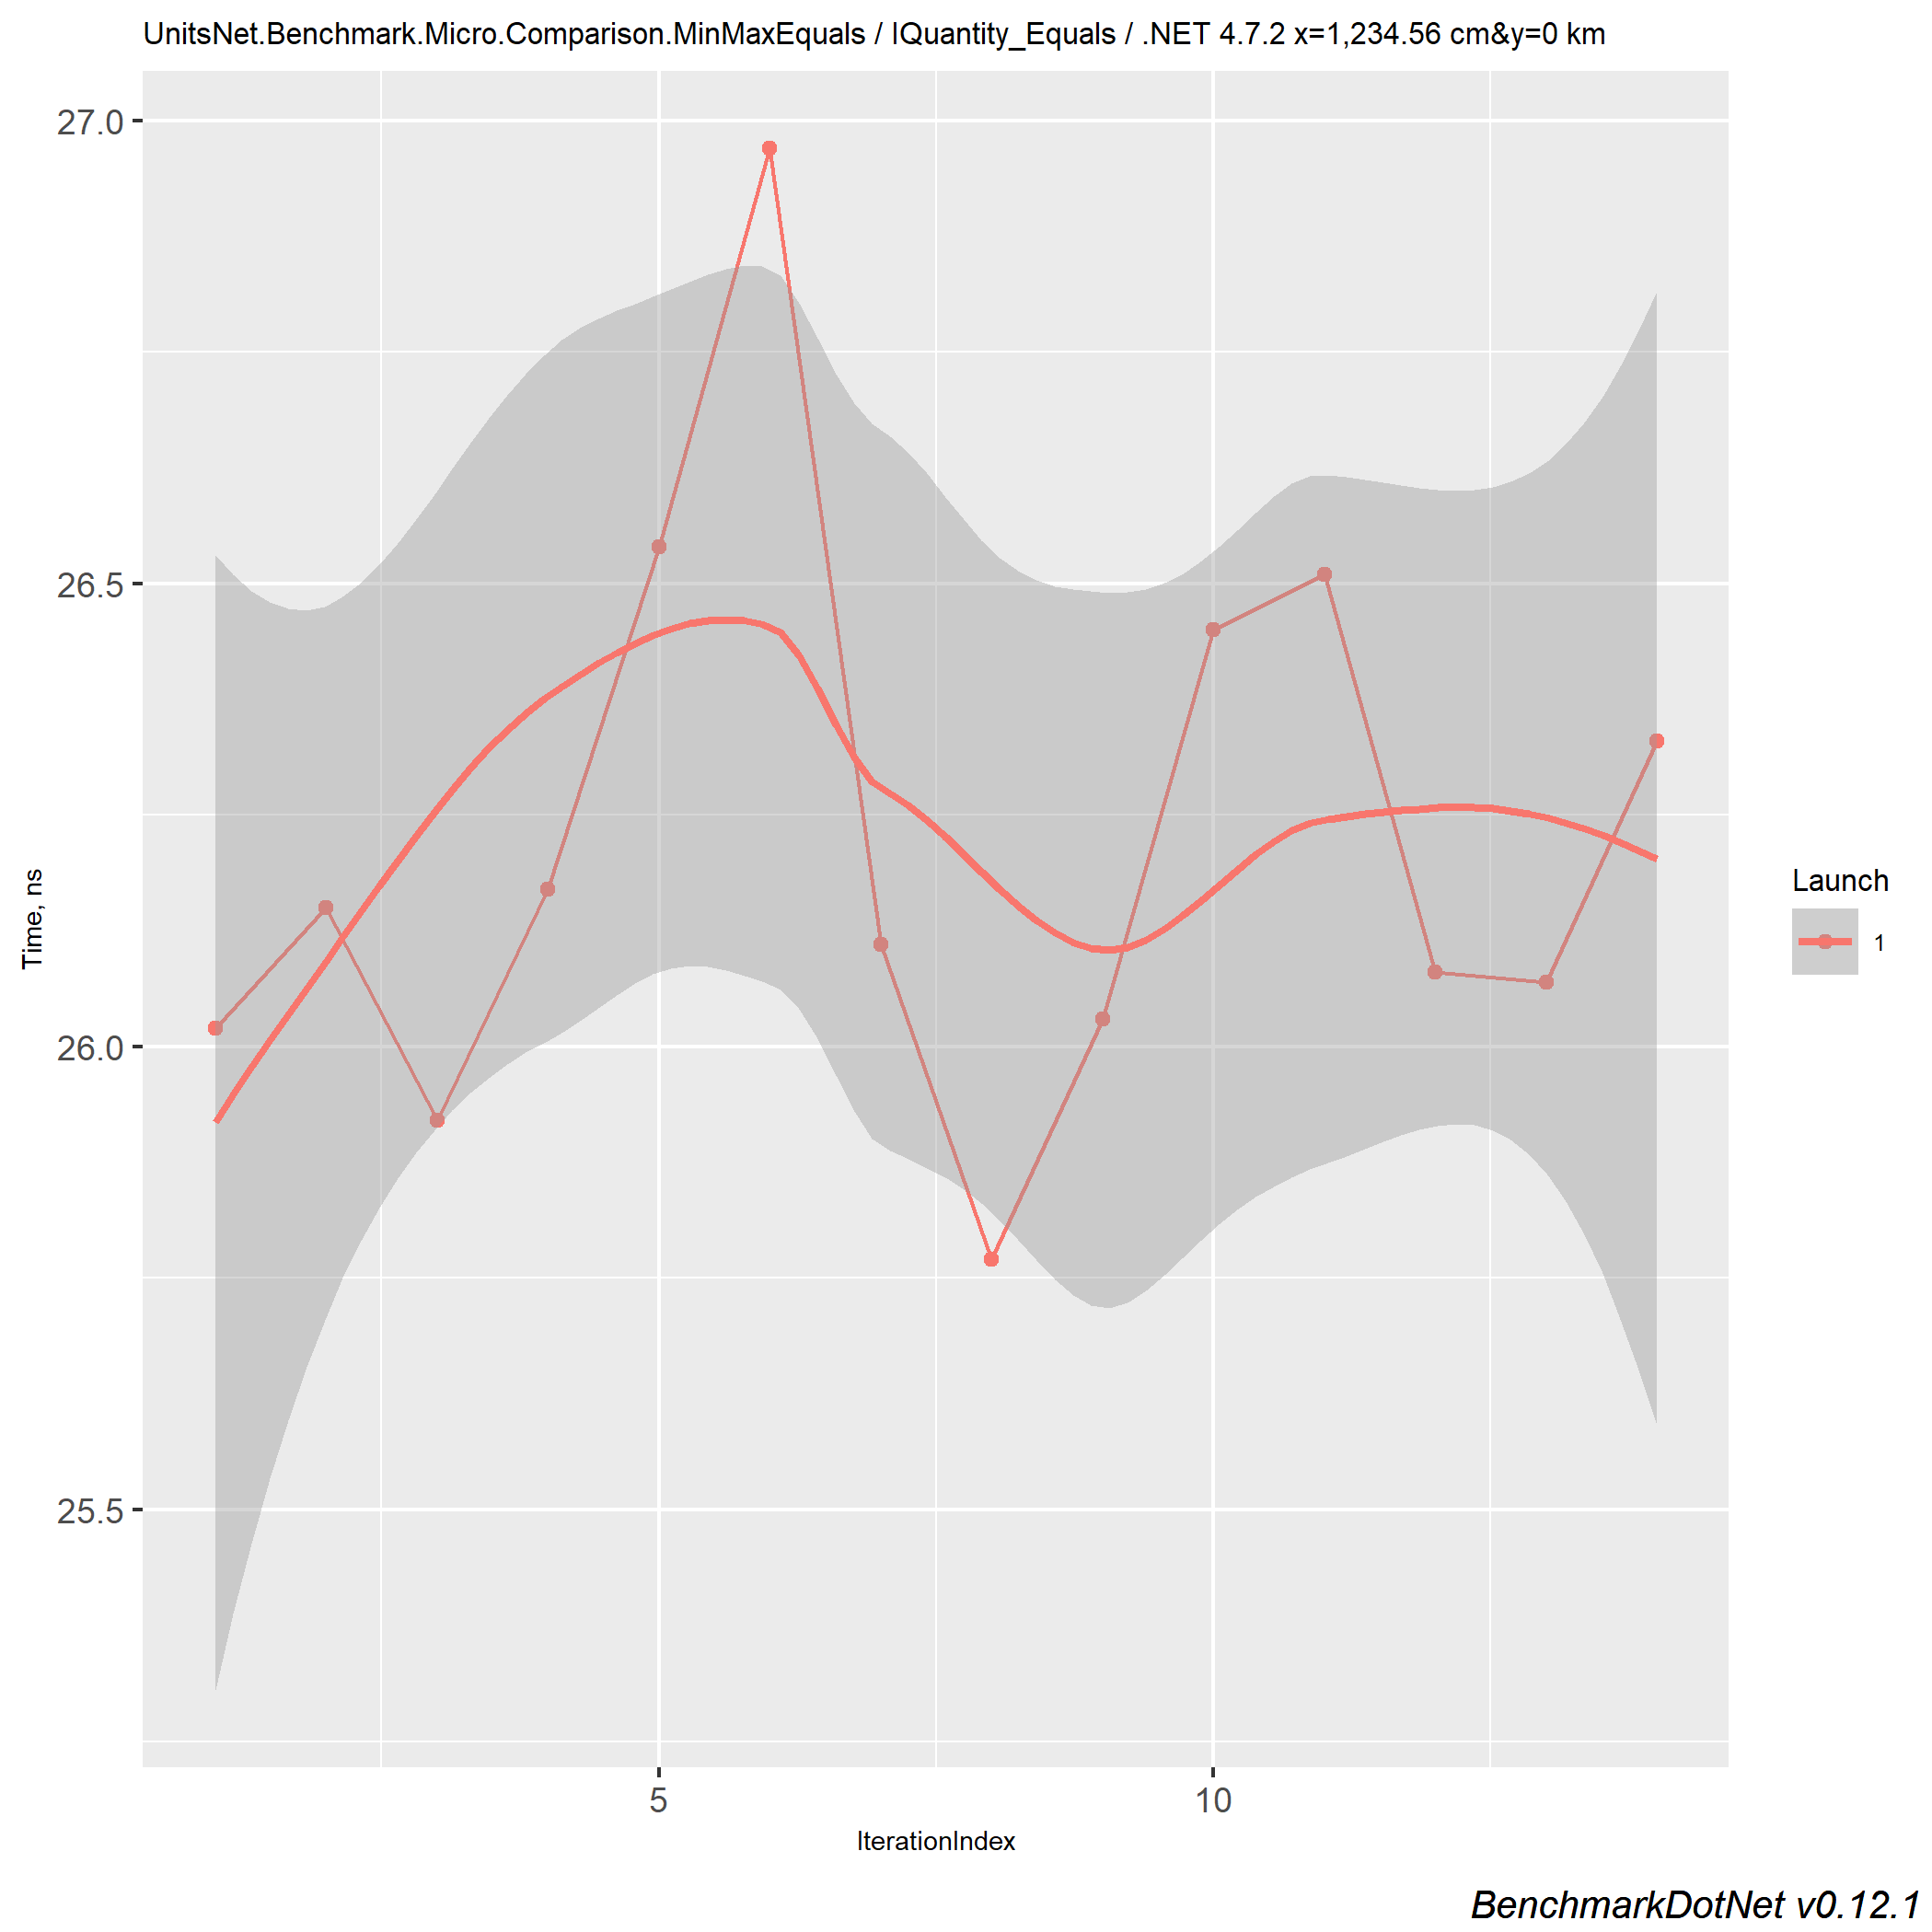 UnitsNet.Benchmark.Micro.Comparison.MinMaxEquals / IQuantity_Equals / .NET 4.7.2 x=1,234.56 cm&y=0 km
27.0
26.5
26.0
25.5
Time, ns
5
10
IterationIndex
Launch
1
BenchmarkDotNet v0.12.1